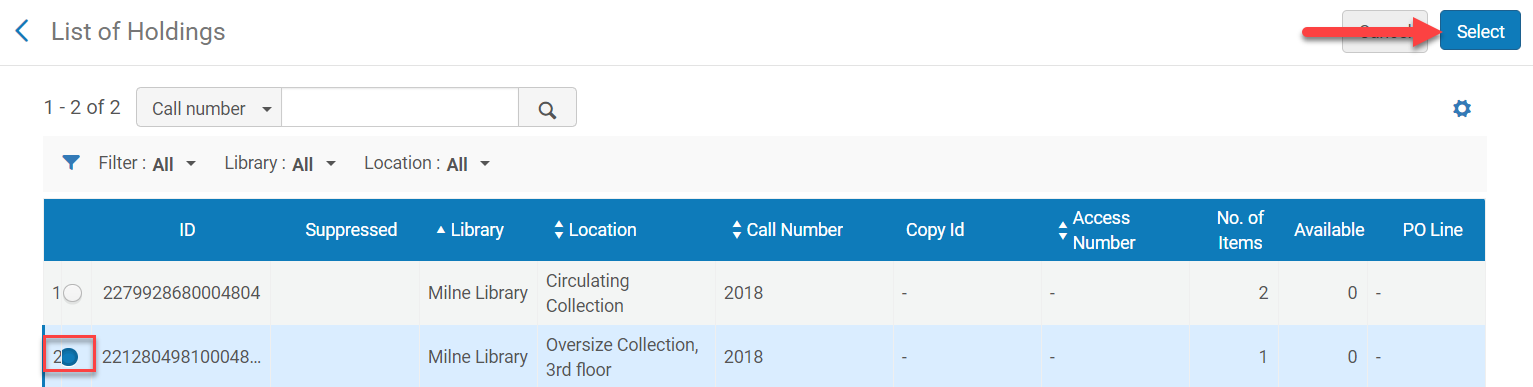 List of Holdings
Cancel Select
1 - 2 of 2 Call number
Filter : All Library : All Location : All
ID Suppressed Library Location Call Number Copy Id Access Number No. of Items Available PO Line
1 2279928680004804 Milne Library Circulating Collection 2018 - - 2 0 -
2 221280498100048... Milne Library Oversize Collection, 3rd floor 2018 - - 1 0 -